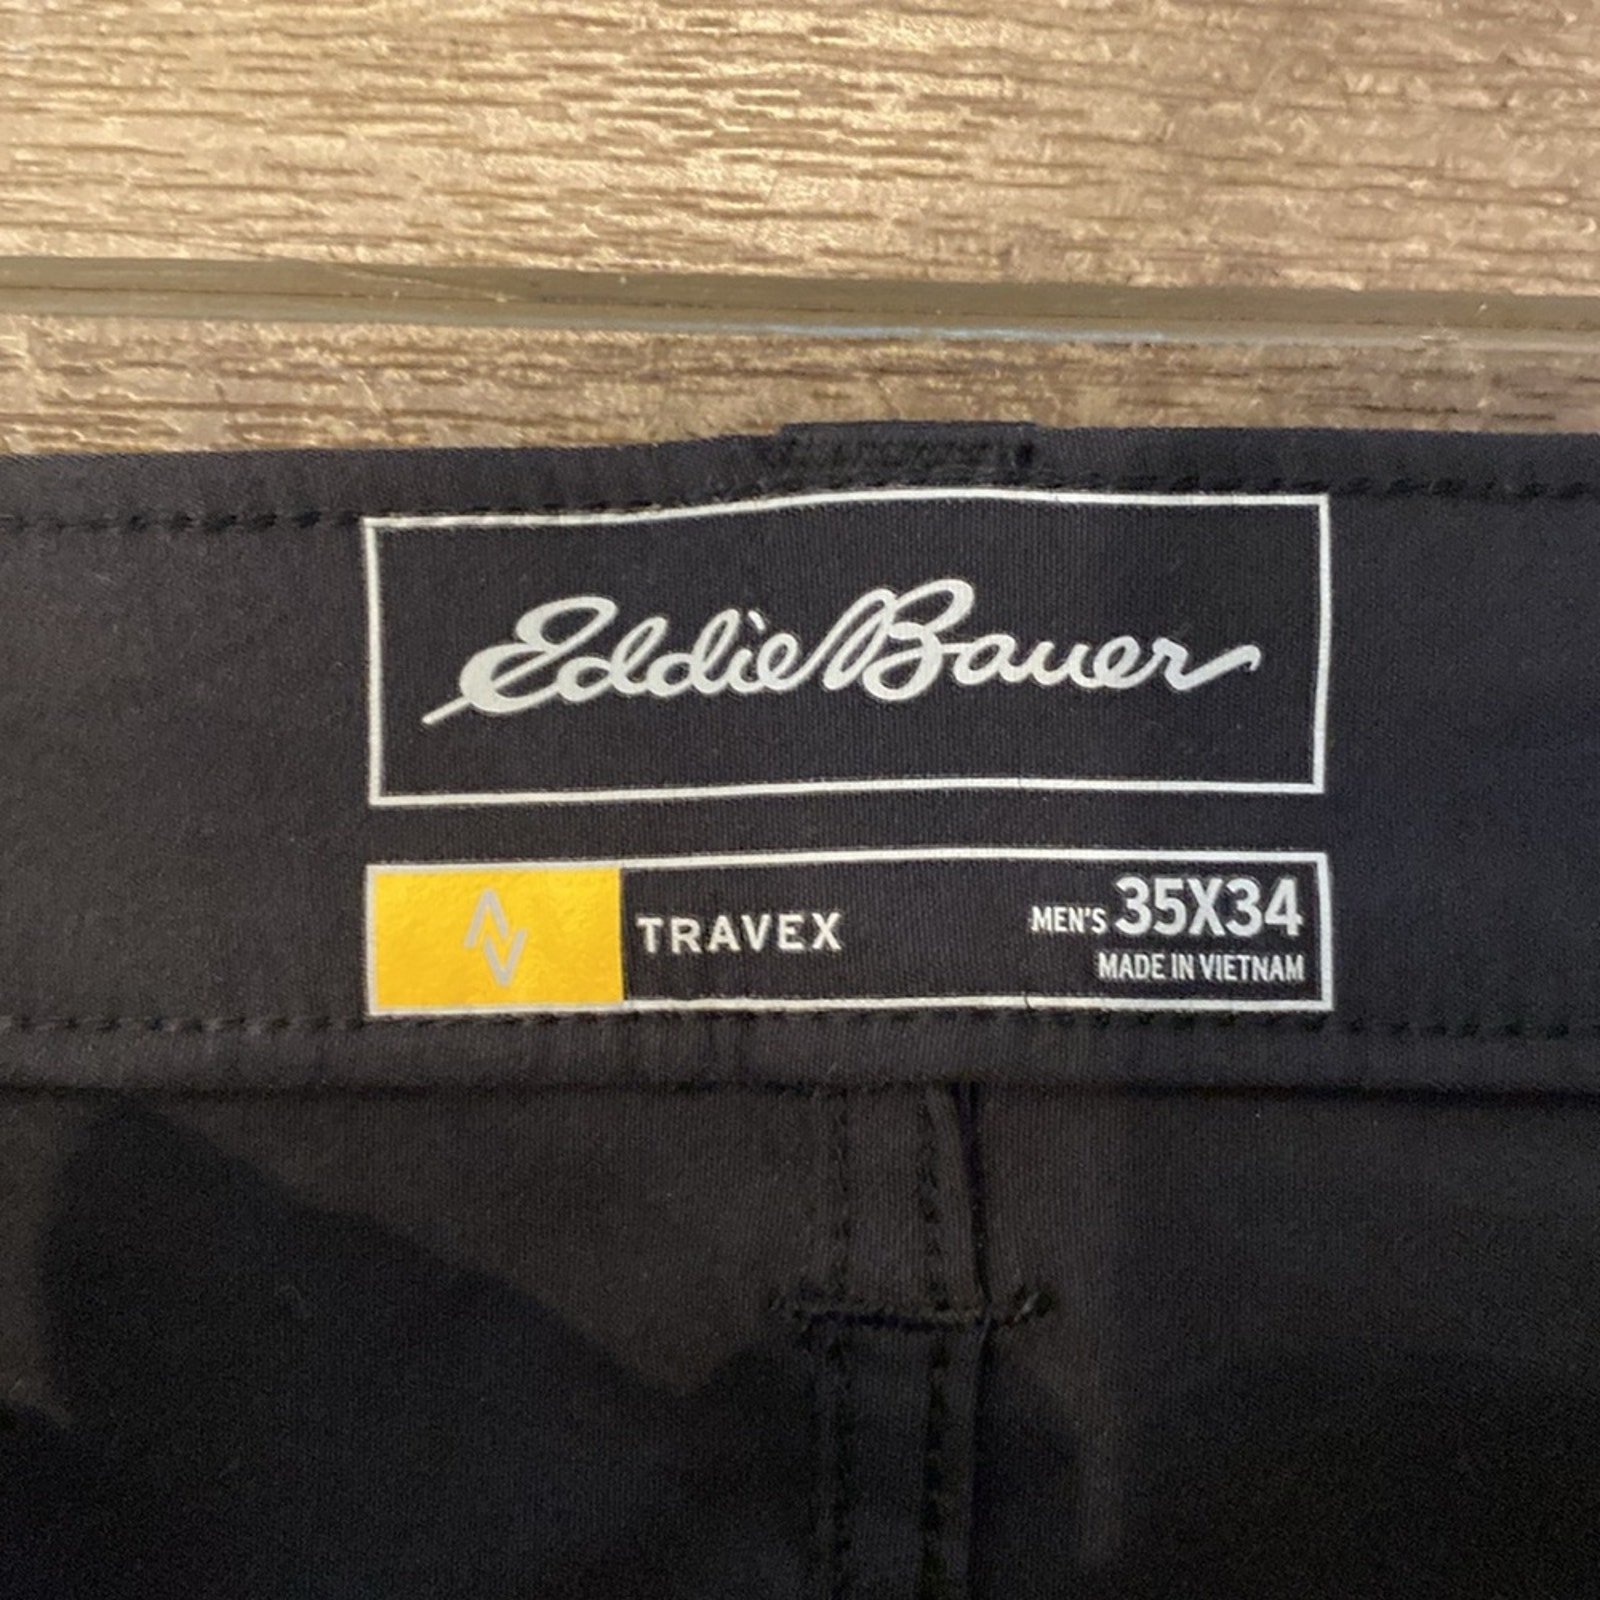 Eddie Bauer
TRAVEX
MEN'S 35X34
MADE IN VIETNAM